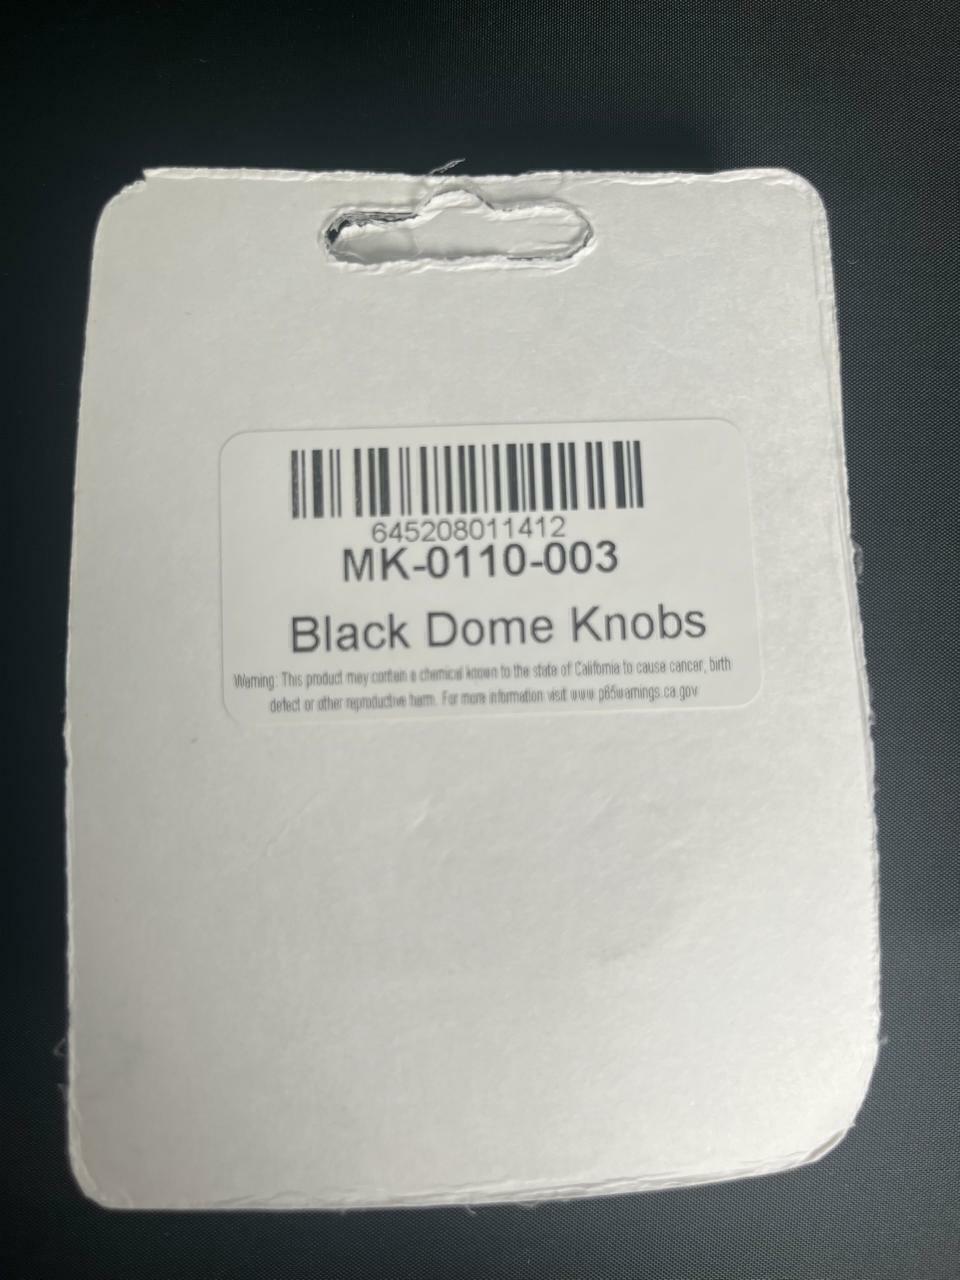 645208011412
MK-0110-003
Black Dome Knobs
Warning: This product may contain a chemical known to the state of California to cause cancer, birth
defect or other reproductive harm. For more information visit www.p65warnings.ca.gov